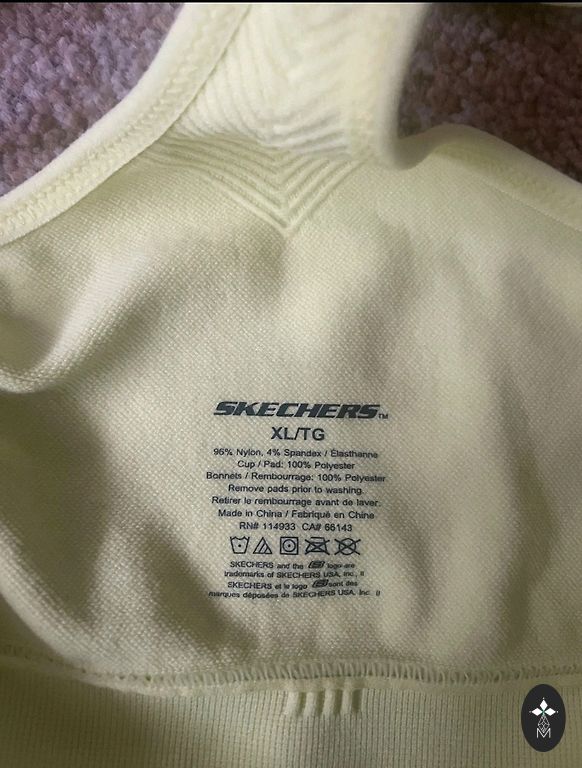 SKECHERS™
XL/TG
96% Nylon, 4% Spandex / Élasthanne
Cup / Pad: 100% Polyester
Bonnets / Rembourrage: 100% Polyester
Remove pads prior to washing.
Retirer le rembourrage avant de laver.
Made in China / Fabriqué en Chine
RN# 114933 CA# 66143
SKECHERS and the logo are
trademarks of SKECHERS USA, Inc., II
SKECHERS et le logo sont des
marques déposées de SKECHERS USA, Inc. II
M